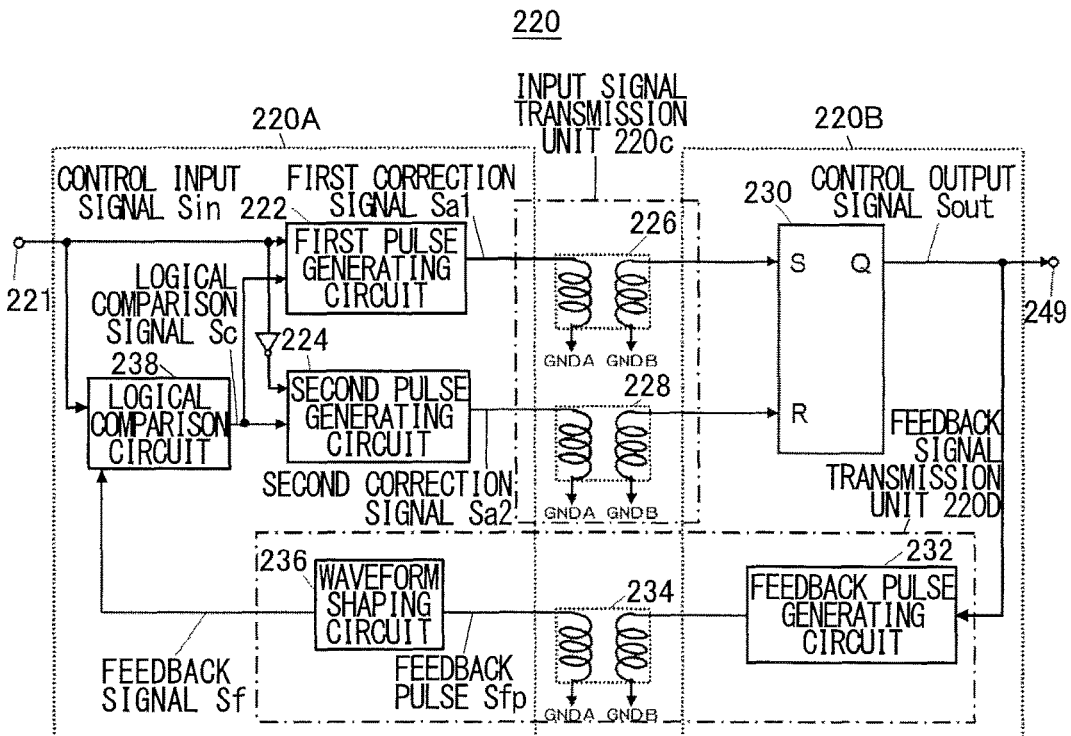 220
INPUT SIGNAL
TRANSMISSION
UNIT 220c
220A
220B
CONTROL INPUT
SIGNAL Sin
FIRST CORRECTION
SIGNAL Sa1
222
FIRST PULSE
GENERATING
CIRCUIT
226
230
CONTROL OUTPUT
SIGNAL Sout
S
Q
221
249
LOGICAL
COMPARISON
SIGNAL Sc
GNDA
GNDB
224
238
LOGICAL
COMPARISON
CIRCUIT
SECOND PULSE
GENERATING
CIRCUIT
228
R
FEEDBACK
SIGNAL
TRANSMISSION
UNIT 220D
SECOND CORRECTION
SIGNAL Sa2
GNDA
GNDB
236
WAVEFORM
SHAPING
CIRCUIT
234
232
FEEDBACK PULSE
GENERATING
CIRCUIT
FEEDBACK
SIGNAL Sf
FEEDBACK
PULSE Sfp
GNDA
GNDB